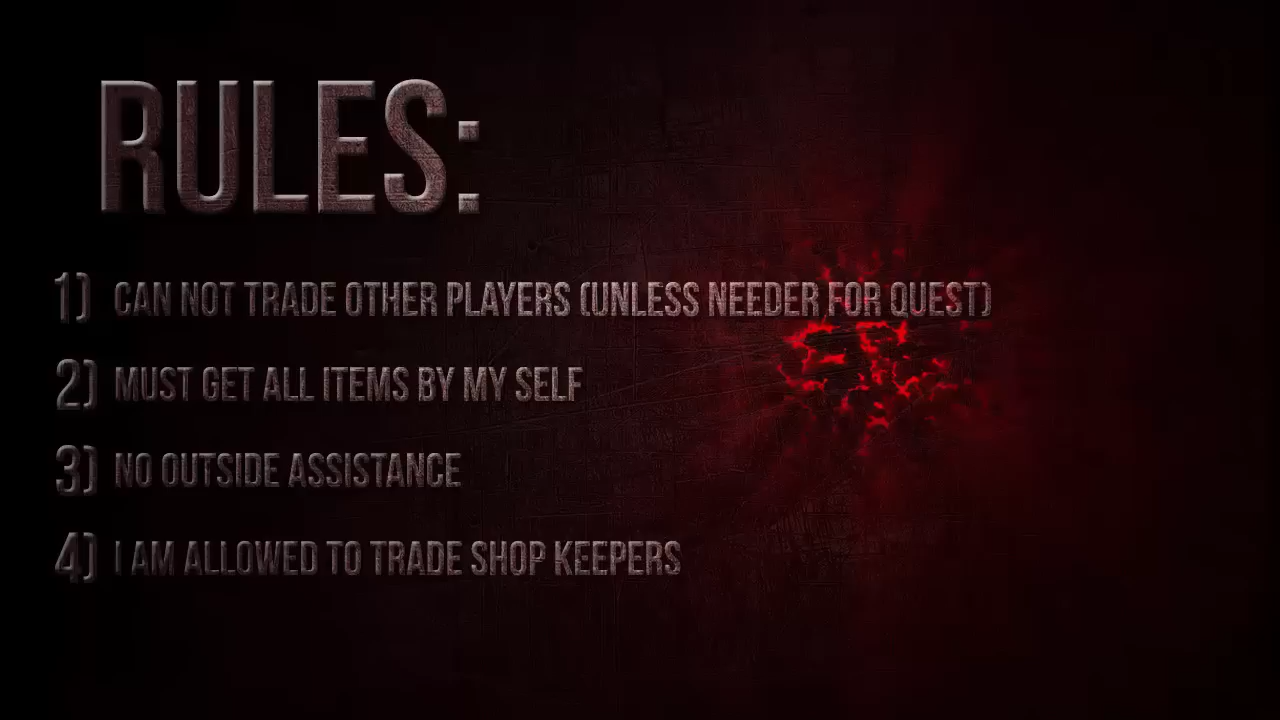 RULES:
1) CAN NOT TRADE OTHER PLAYERS (UNLESS NEEDER FOR QUEST)
2) MUST GET ALL ITEMS BY MY SELF
3) NO OUTSIDE ASSISTANCE
4) I AM ALLOWED TO TRADE SHOP KEEPERS